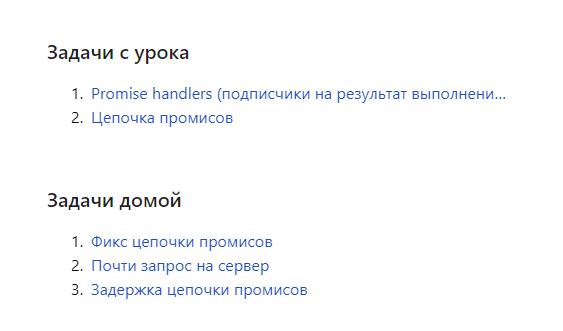 Задачи с урока
1. Promise handlers (подписчики на результат выполнени...
2. Цепочка промисов
Задачи домой
1. Фикс цепочки промисов
2. Почти запрос на сервер
3. Задержка цепочки промисов